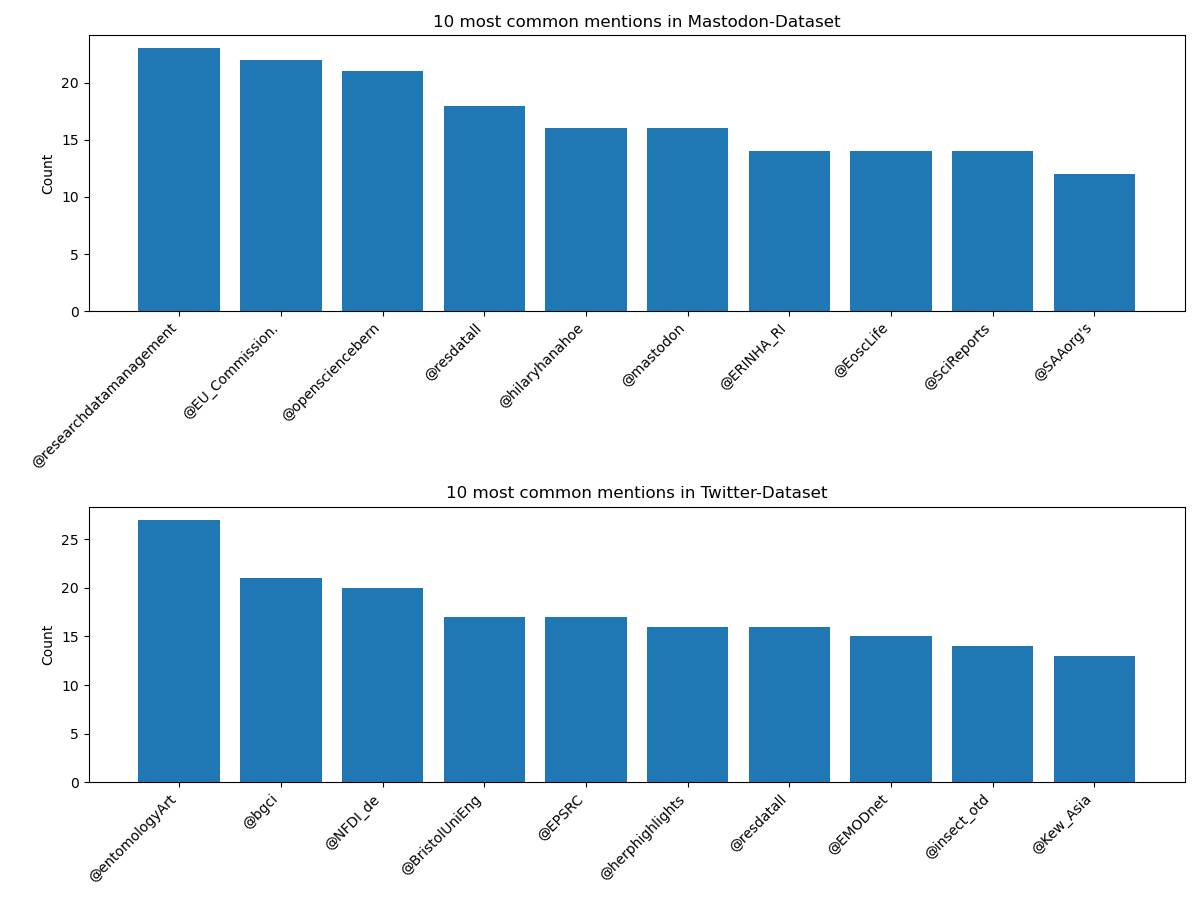 10 most common mentions in Mastodon-Dataset
Count
20
15
10
5
0
@researchdatamanagement
@EU_Commission.
@opensciencebern
@resdatall
@hilaryhanahoe
@mastodon
@ERINHA_RI
@EoscLife
@SciReports
@SAAorg's
10 most common mentions in Twitter-Dataset
Count
25
20
15
10
5
0
@entomologyArt
@bgci
@NFDI_de
@BristolUniEng
@EPSRC
@herphighlights
@resdatall
@EMODnet
@insect_otd
@Kew_Asia